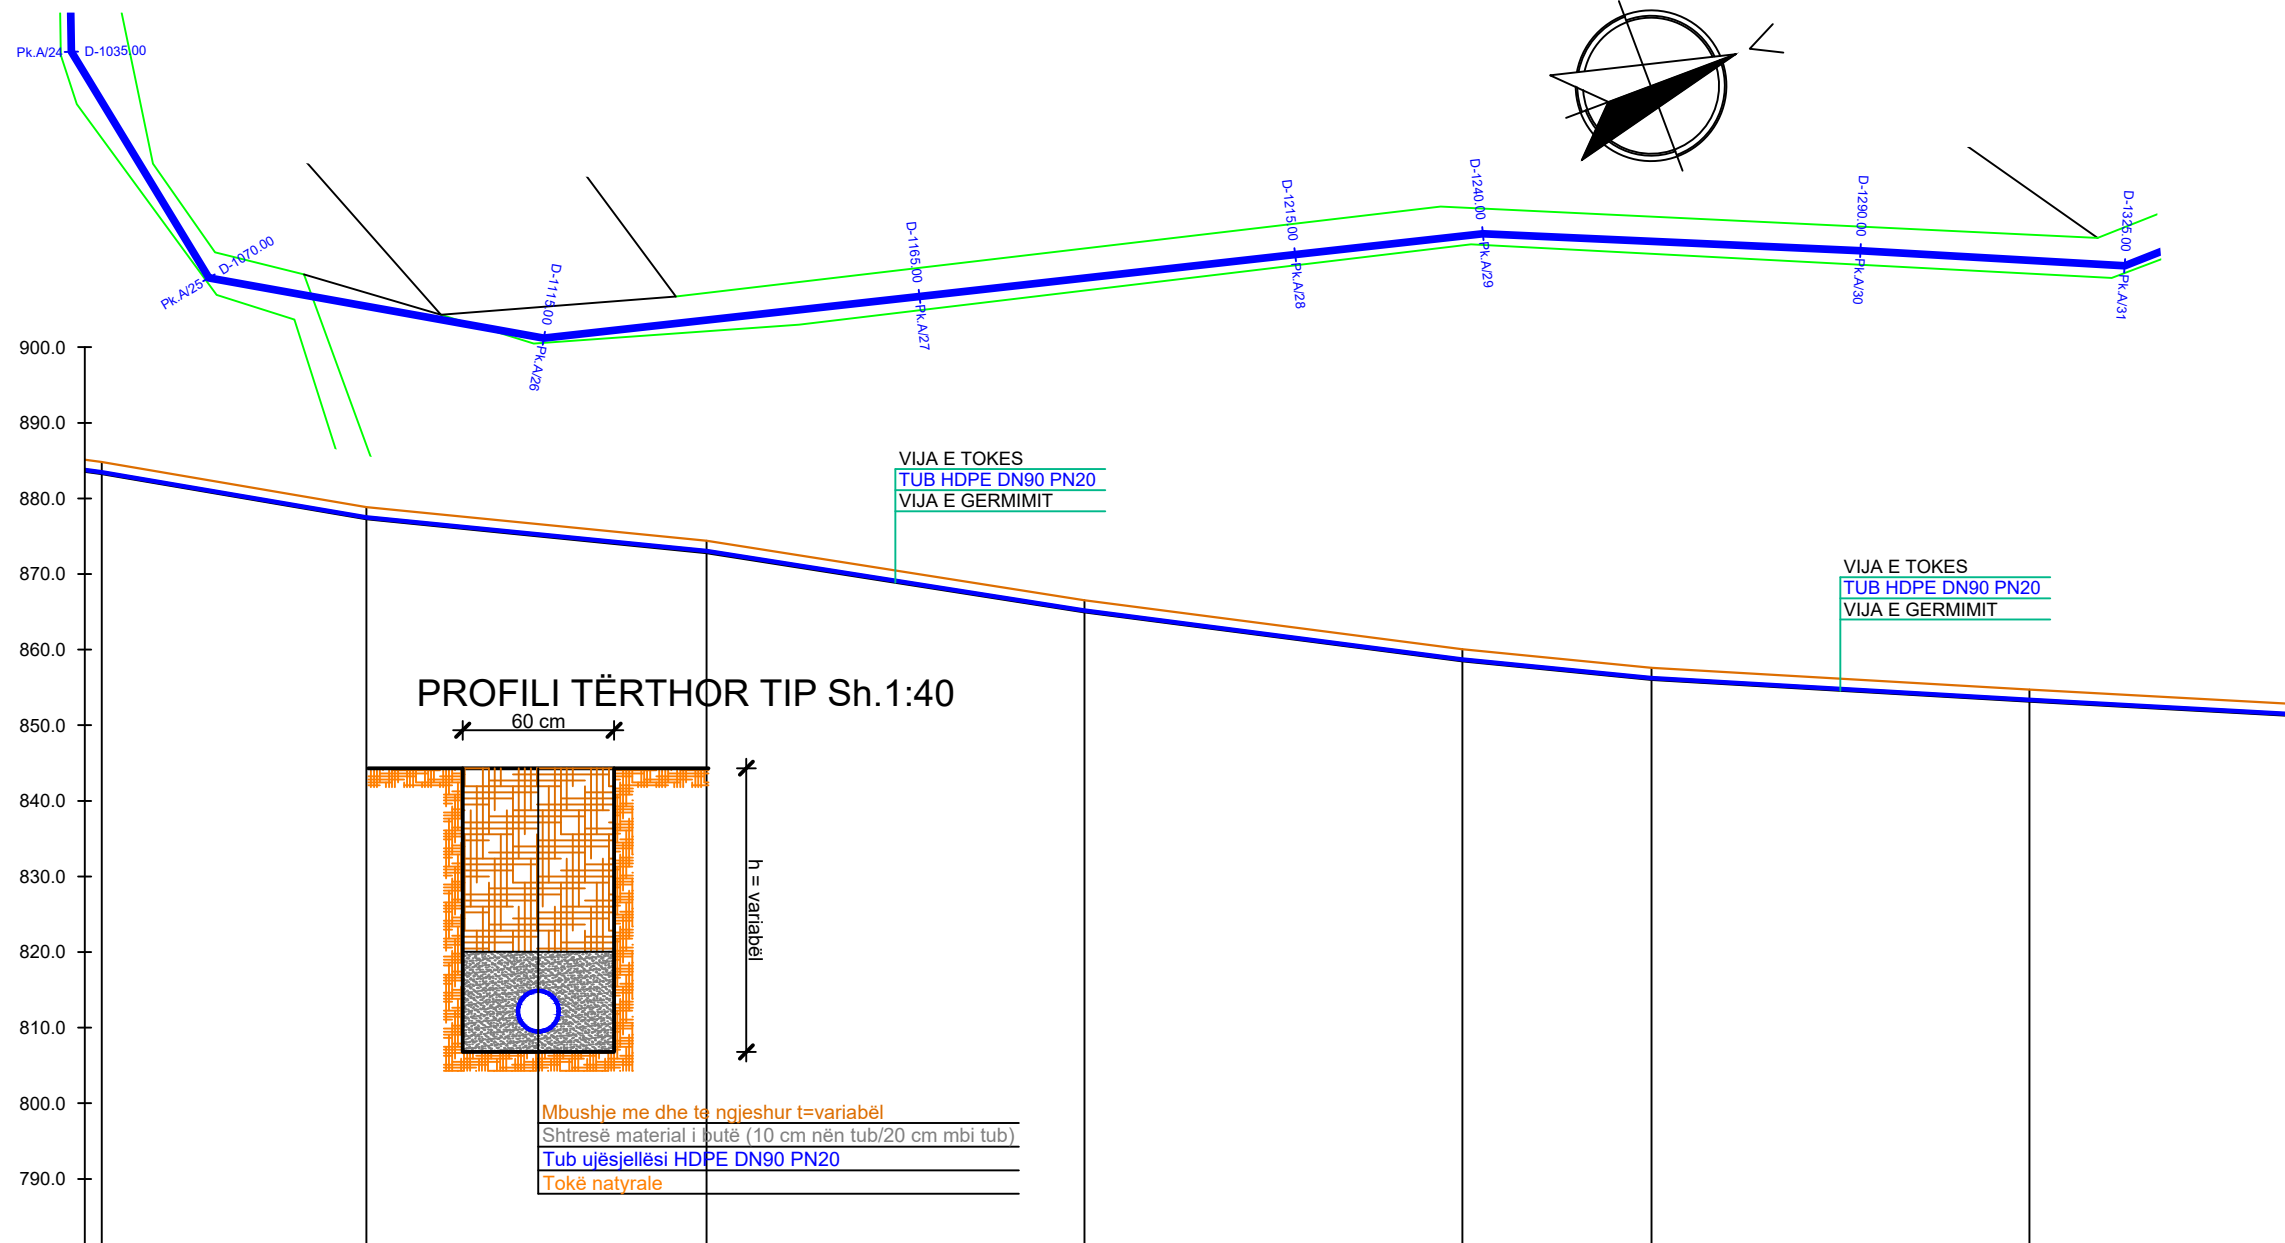 Pk.A/24
D-1035.00
Pk.A/25
D-1070.00
D-1115.00
Pk.A/26
D-1165.00
Pk.A/27
D-1215.00
Pk.A/28
D-1240.00
Pk.A/29
D-1290.00
Pk.A/30
D-1325.00
Pk.A/31
900.0
890.0
880.0
870.0
860.0
850.0
840.0
830.0
820.0
810.0
800.0
790.0
VIJA E TOKES
TUB HDPE DN90 PN20
VIJA E GERMIMIT
VIJA E TOKES
TUB HDPE DN90 PN20
VIJA E GERMIMIT
PROFILI TËRTHOR TIP Sh.1:40
60 cm
h = variabël
Mbushje me dhe te ngjeshur t=variabël
Shtresë material i butë (10 cm nën tub/20 cm mbi tub)
Tub ujësjellësi HDPE DN90 PN20
Tokë natyrale